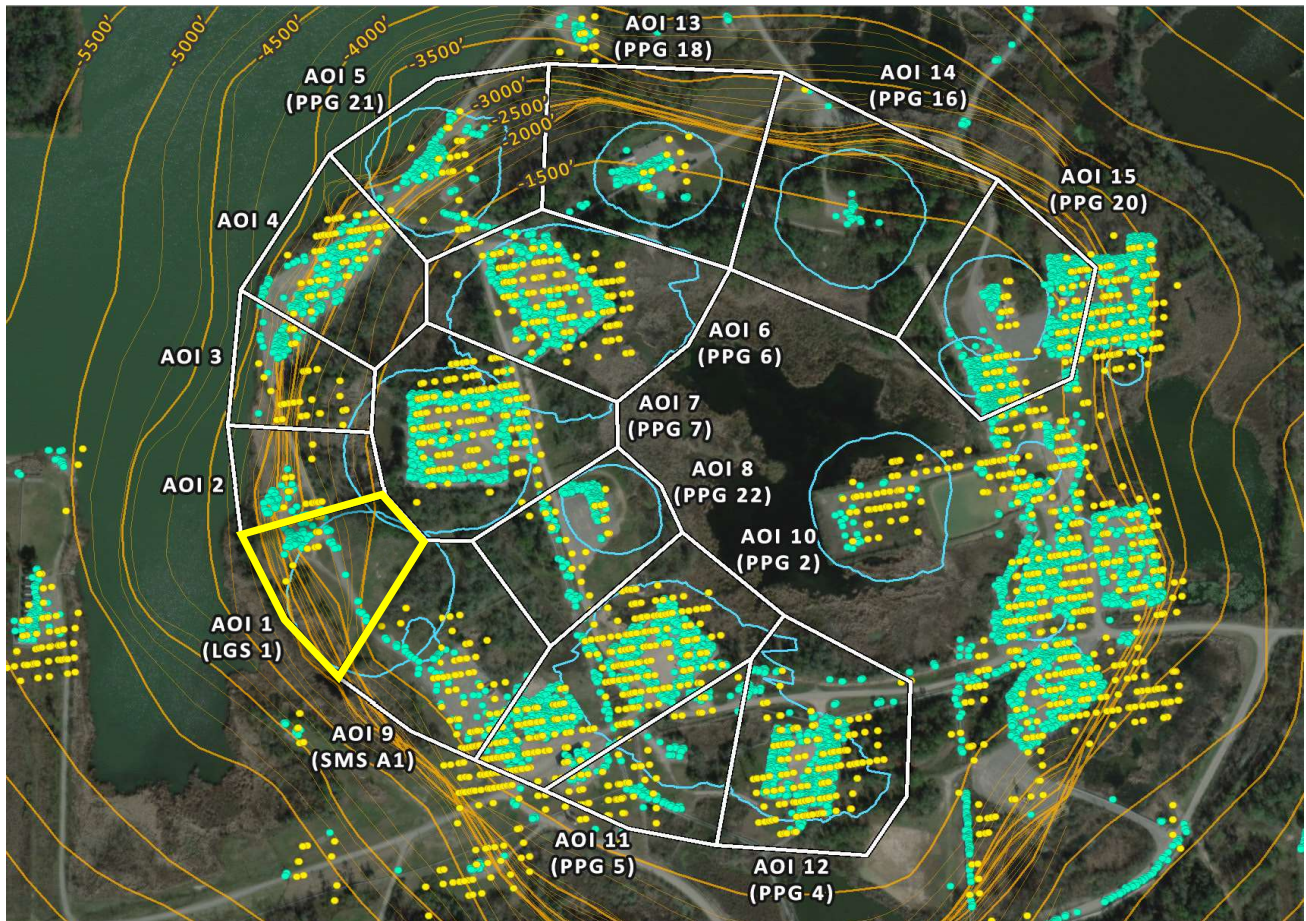 -5500'
-5000'
-4500'
-4000'
-3500'
-3000'
-2500'
-2000'
-1500'
AOI 13
(PPG 18)
AOI 5
(PPG 21)
AOI 14
(PPG 16)
AOI 15
(PPG 20)
AOI 4
AOI 3
AOI 6
(PPG 6)
AOI 7
(PPG 7)
AOI 2
AOI 8
(PPG 22)
AOI 10
(PPG 2)
AOI 1
(LGS 1)
AOI 9
(SMS A1)
AOI 11
(PPG 5)
AOI 12
(PPG 4)